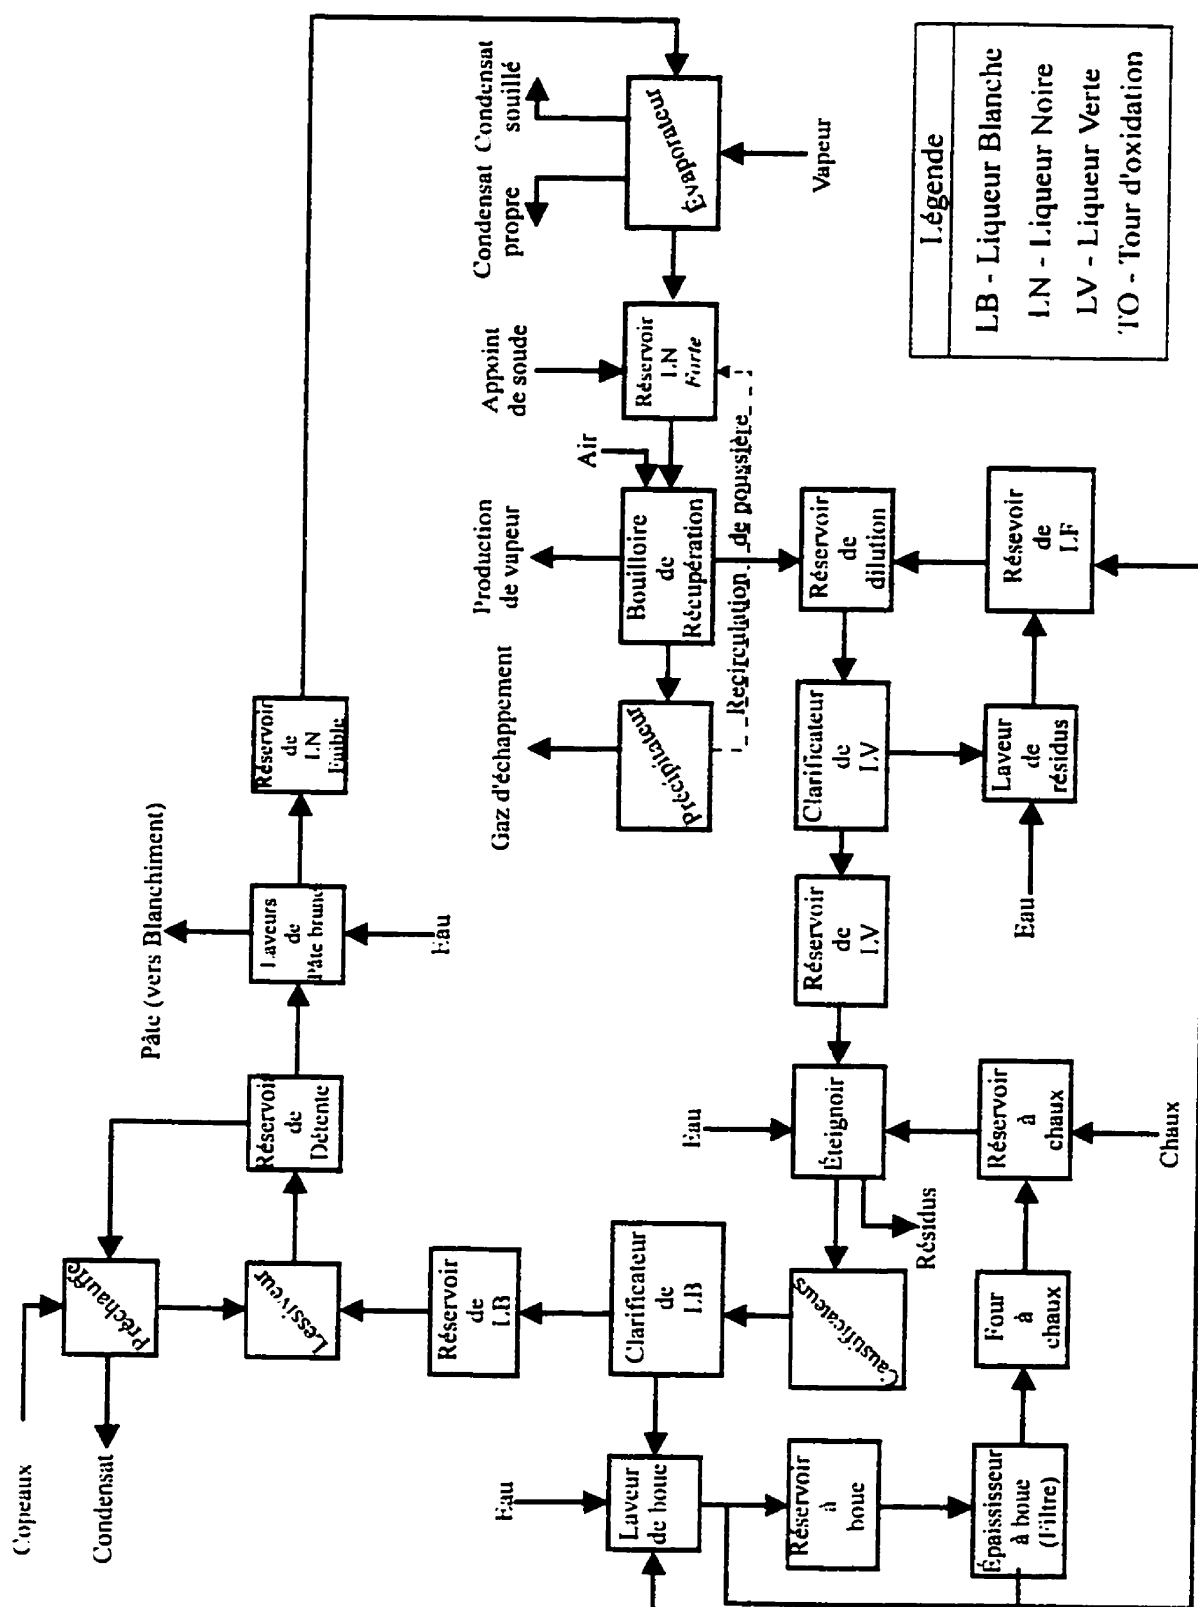 Copeaux
Condensat
Préchauffe
Lessiveur
Réservoir
de
Détente
Pâte (vers Blanchiment)
Laveurs
de
Pâte brune
Eau
Réservoir
de
LN
Faible
Condensat
propre
Condensat
souillé
Évaporateur
Vapeur
Appoint
de soude
Réservoir
LN
Forte
Air
Production
de vapeur
Bouilloire
de
Récupération
Gaz d'échappement
Précipitateur
Recirculation de poussière
Réservoir
de
LB
Clarificateur
de
LB
Eau
Laveur
de boue
Réservoir
à
boue
Épaississeur
à boue
(Filtre)
Causificateurs
Four
à
chaux
Eau
Éteignoir
Résidus
Réservoir
à
chaux
Chaux
Réservoir
de
LV
Clarificateur
de
LV
Réservoir
de
dilution
Eau
Laveur
de
résidus
Résevoir
de
LF
Légende
LB - Liqueur Blanche
LN - Liqueur Noire
LV - Liqueur Verte
TO - Tour d'oxidation